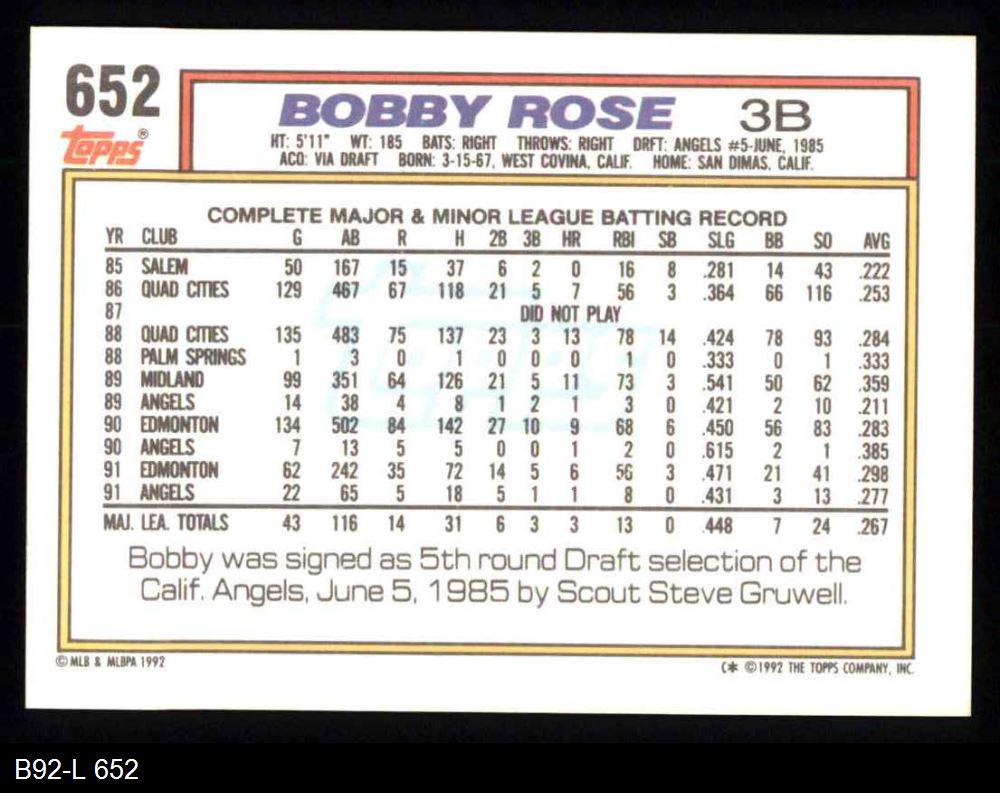 652
Topps®
BOBBY ROSE 3B
HT: 5'11" WT: 185 BATS: RIGHT THROWS: RIGHT DRFT: ANGELS #5-JUNE, 1985
ACQ: VIA DRAFT BORN: 3-15-67, WEST COVINA, CALIF. HOME: SAN DIMAS, CALIF.
COMPLETE MAJOR & MINOR LEAGUE BATTING RECORD
YR CLUB G AB R H 2B 3B HR RBI SB SLG BB SO AVG
85 SALEM 50 167 15 37 6 2 0 16 8 .281 14 43 .222
86 QUAD CITIES 129 467 67 118 21 5 7 56 3 .364 66 116 .253
87 DID NOT PLAY
88 QUAD CITIES 135 483 75 137 23 3 13 78 14 .424 78 93 .284
88 PALM SPRINGS 1 3 0 1 0 0 0 1 0 .333 0 1 .333
89 MIDLAND 99 351 64 126 21 5 11 73 3 .541 50 62 .359
89 ANGELS 14 38 4 8 1 2 1 3 0 .421 2 10 .211
90 EDMONTON 134 502 84 142 27 10 9 68 6 .450 56 83 .283
90 ANGELS 7 13 5 5 0 0 1 2 0 .615 2 1 .385
91 EDMONTON 62 242 35 72 14 5 6 56 3 .471 21 41 .298
91 ANGELS 22 65 5 18 5 1 1 8 0 .431 3 13 .277
MAJ. LEA. TOTALS 43 116 14 31 6 3 3 13 0 .448 7 24 .267
Bobby was signed as 5th round Draft selection of the
Calif. Angels, June 5, 1985 by Scout Steve Gruwell.
© MLB & MLBPA 1992
C* ©1992 THE TOPPS COMPANY, INC.
B92-L 652